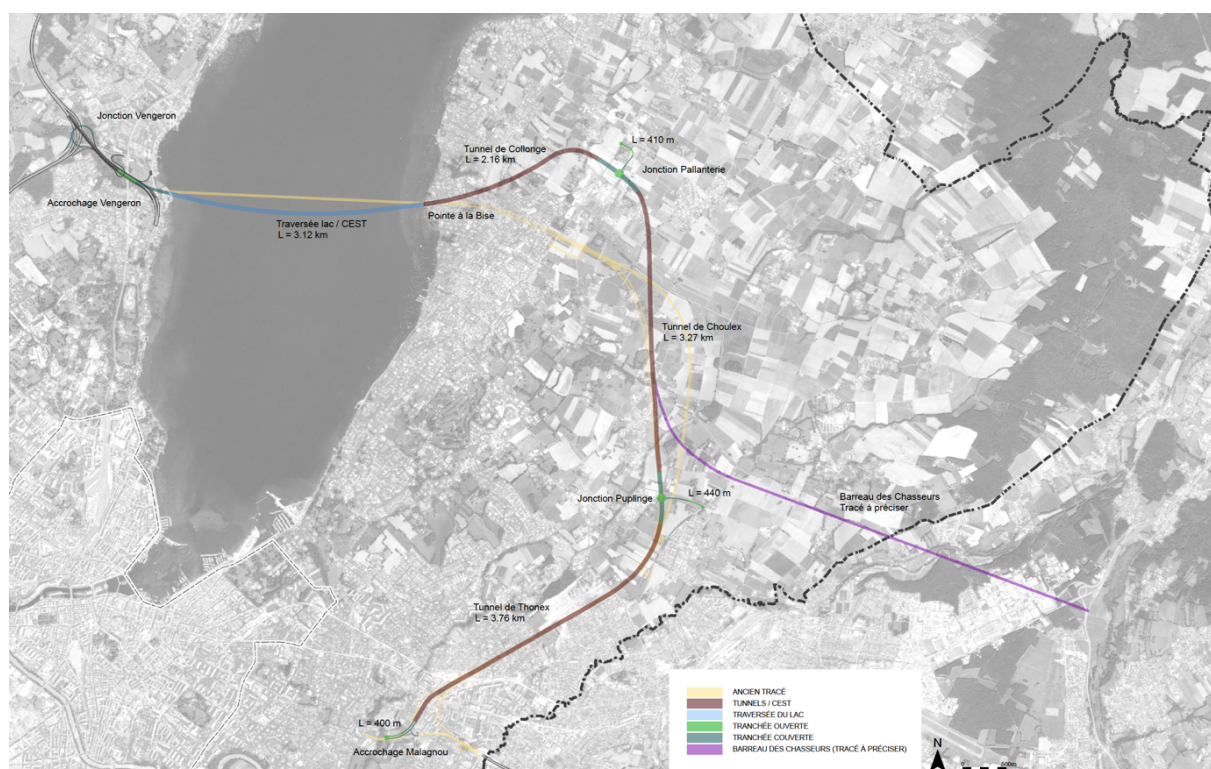 Jonction Vengeron
Accrochage Vengeron
Traversée lac / CEST
L = 3.12 km
Tunnel de Collonge
L = 2.16 km
Pointe à la Bise
L = 410 m
Jonction Pallanterie
Tunnel de Choulex
L = 3.27 km
Jonction Puplinge
L = 440 m
Barreau des Chasseurs
Tracé à préciser
Tunnel de Thonex
L = 3.76 km
L = 400 m
Accrochage Malagnou
ANCIEN TRACÉ
TUNNELS / CEST
TRAVERSÉE DU LAC
TRANCHÉE OUVERTE
TRANCHÉE COUVERTE
BARREAU DES CHASSEURS (TRACÉ À PRÉCISER)
N
0 500m